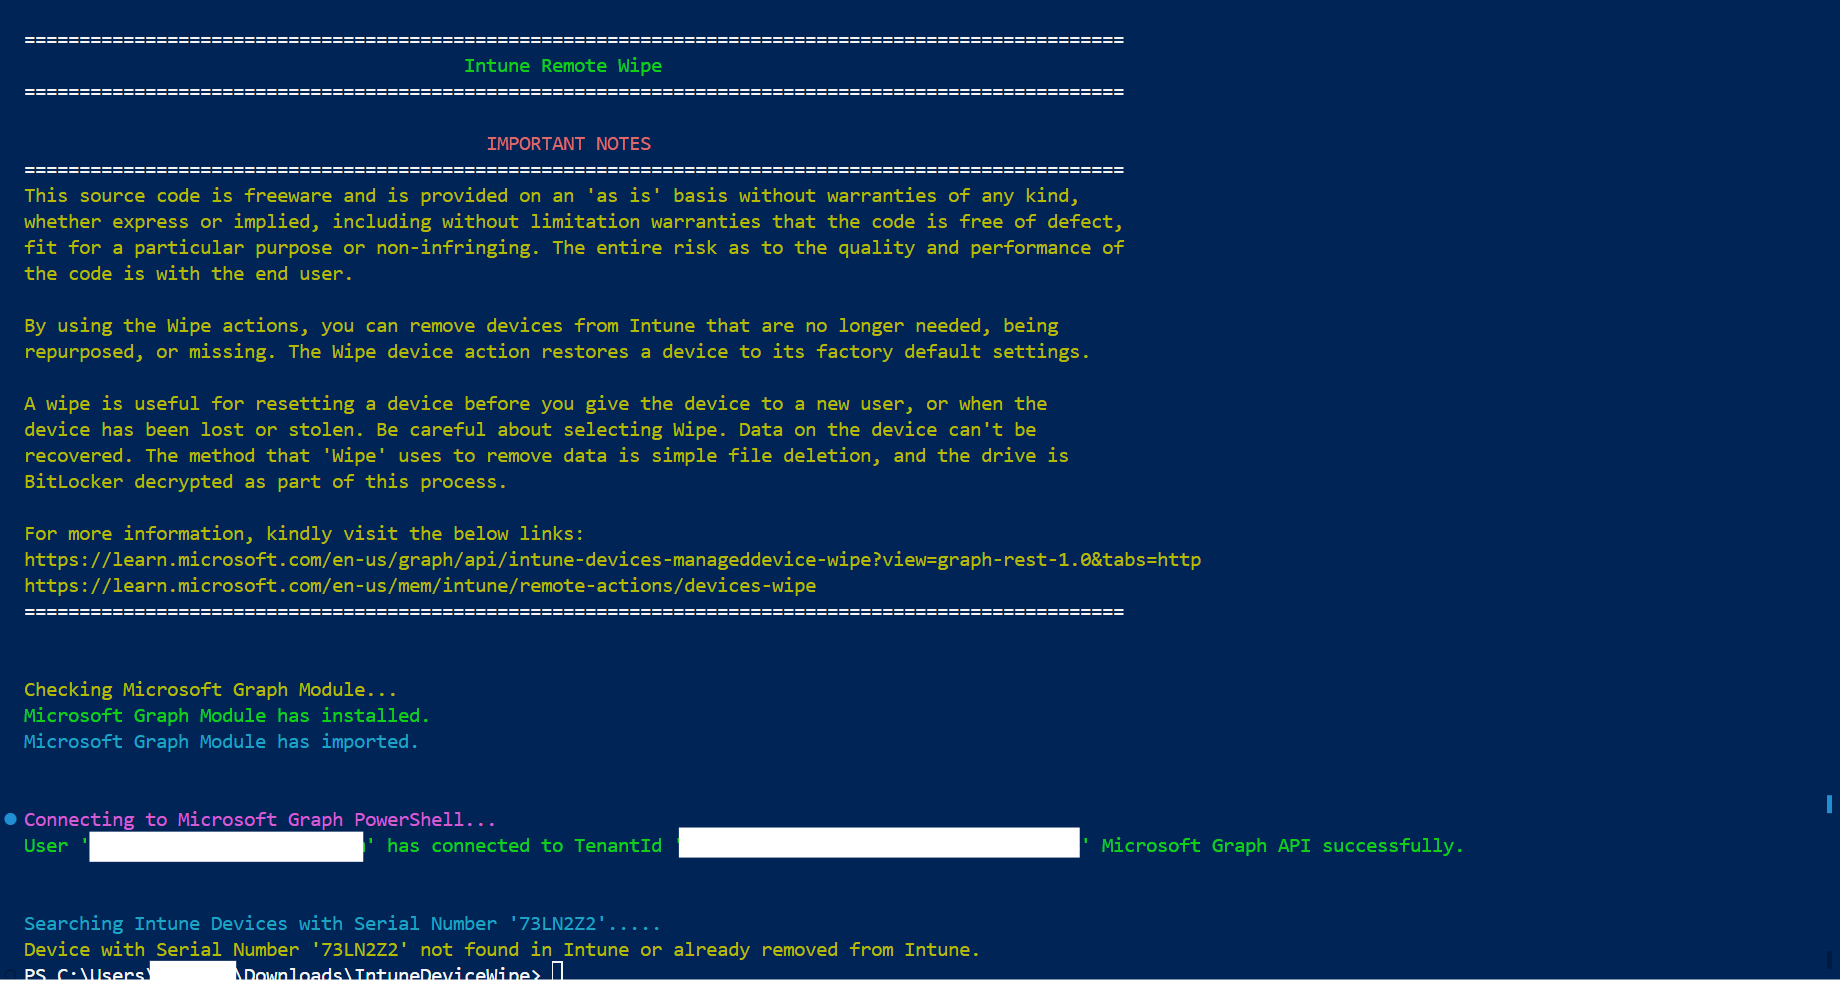 ====================================================================================================
Intune Remote Wipe
====================================================================================================
IMPORTANT NOTES
====================================================================================================
This source code is freeware and is provided on an 'as is' basis without warranties of any kind,
whether express or implied, including without limitation warranties that the code is free of defect,
fit for a particular purpose or non-infringing. The entire risk as to the quality and performance of
the code is with the end user.
By using the Wipe actions, you can remove devices from Intune that are no longer needed, being
repurposed, or missing. The Wipe device action restores a device to its factory default settings.
A wipe is useful for resetting a device before you give the device to a new user, or when the
device has been lost or stolen. Be careful about selecting Wipe. Data on the device can't be
recovered. The method that 'Wipe' uses to remove data is simple file deletion, and the drive is
BitLocker decrypted as part of this process.
For more information, kindly visit the below links:
https://learn.microsoft.com/en-us/graph/api/intune-devices-manageddevice-wipe?view=graph-rest-1.0&tabs=http
https://learn.microsoft.com/en-us/mem/intune/remote-actions/devices-wipe
====================================================================================================
Checking Microsoft Graph Module...
Microsoft Graph Module has installed.
Microsoft Graph Module has imported.
Connecting to Microsoft Graph PowerShell...
User ' ' has connected to TenantId ' ' Microsoft Graph API successfully.
Searching Intune Devices with Serial Number '73LN2Z2'.....
Device with Serial Number '73LN2Z2' not found in Intune or already removed from Intune.
PS C:\Users\ \Downloads\IntuneDeviceWipe>